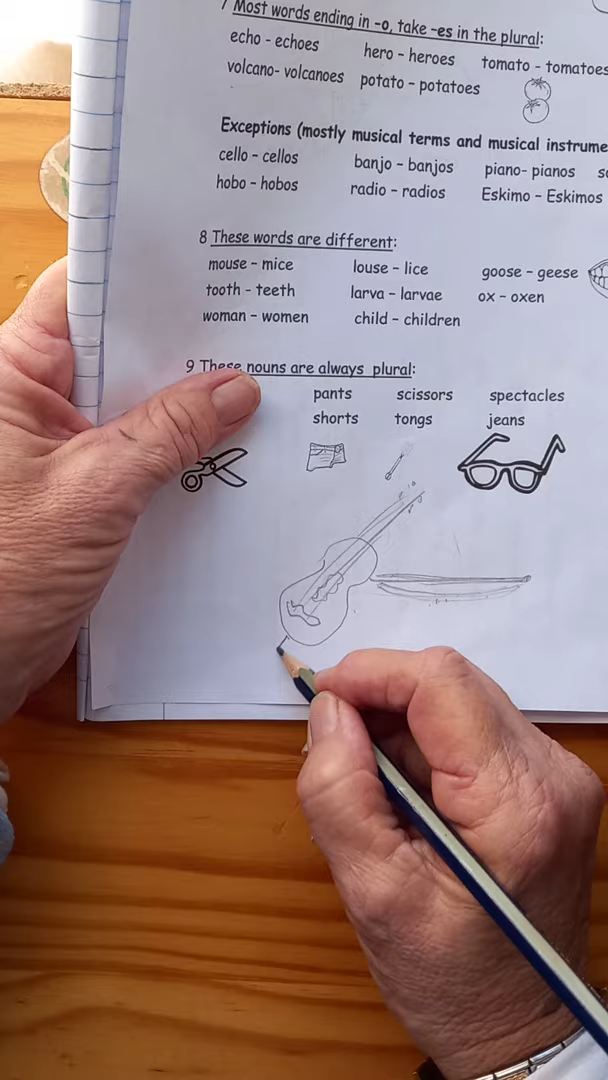 7 Most words ending in -o, take -es in the plural:
echo - echoes hero - heroes tomato - tomatoes
volcano- volcanoes potato - potatoes
Exceptions (mostly musical terms and musical instrume
cello - cellos banjo - banjos piano- pianos so
hobo - hobos radio - radios Eskimo - Eskimos
8 These words are different:
mouse - mice louse - lice goose - geese
tooth - teeth larva - larvae ox - oxen
woman - women child - children
9 These nouns are always plural:
pants scissors spectacles
shorts tongs jeans